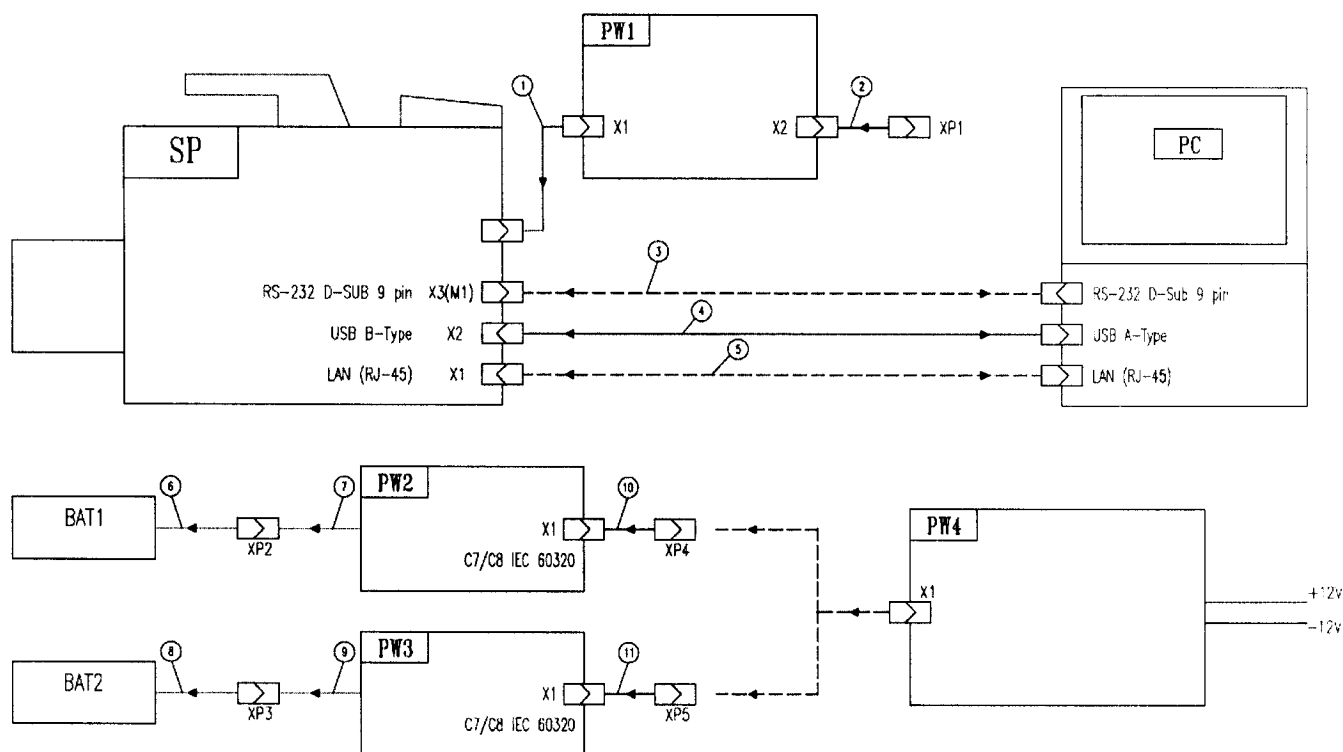 PW1
1
2
X1
X2
XP1
SP
PC
3
RS-232 D-SUB 9 pin X3(M1)
RS-232 D-Sub 9 pin
4
USB B-Type X2
USB A-Type
5
LAN (RJ-45) X1
LAN (RJ-45)
6
7
PW2
10
BAT1
XP2
X1
XP4
C7/C8 IEC 60320
PW4
X1
+12v
-12v
8
9
PW3
11
BAT2
XP3
X1
XP5
C7/C8 IEC 60320